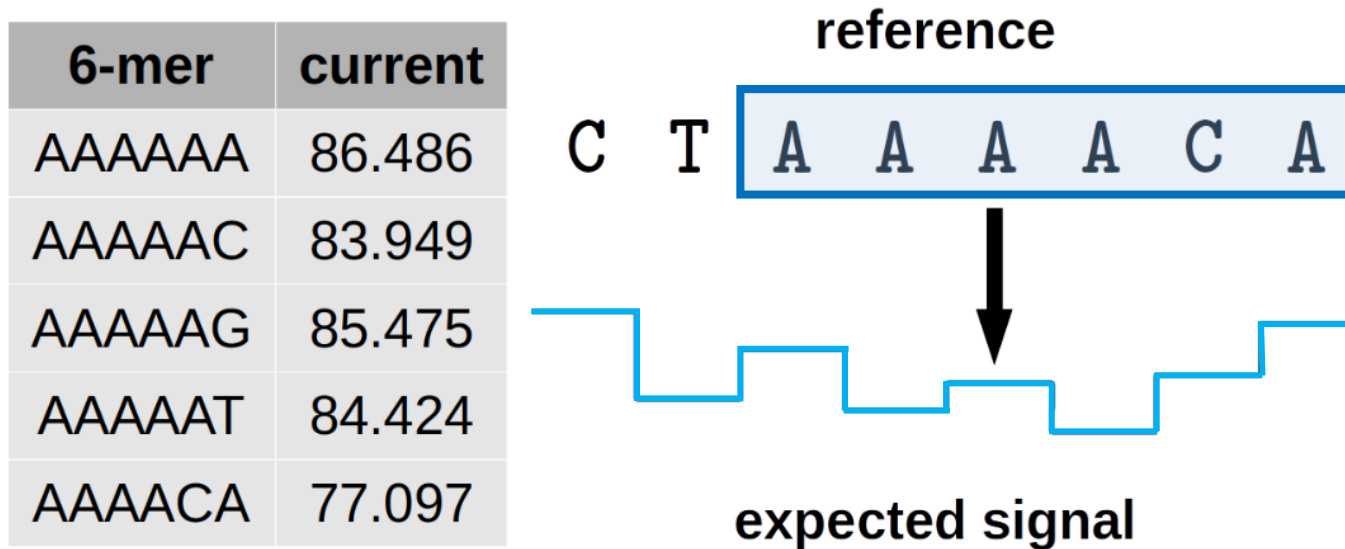 6-mer current
AAAAAA 86.486
AAAAAC 83.949
AAAAAG 85.475
AAAAAT 84.424
AAAACA 77.097
reference
C T A A A A C A
expected signal